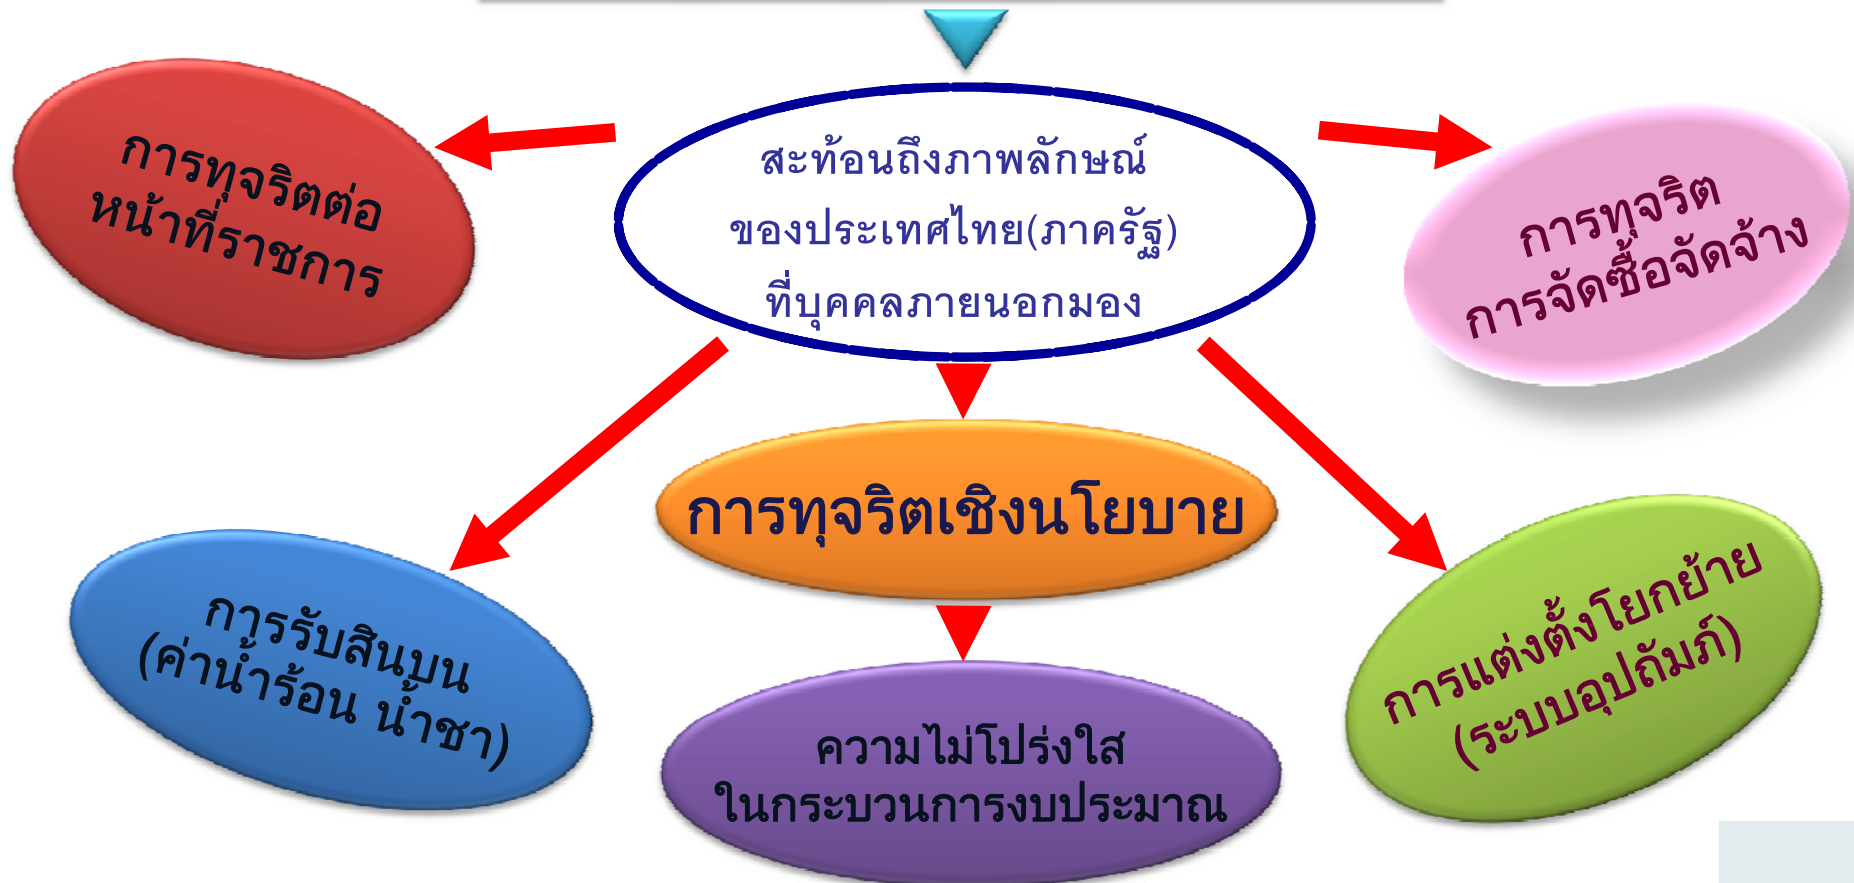 สะท้อนถึงภาพลักษณ์
ของประเทศไทย(ภาครัฐ)
ที่บุคคลภายนอกมอง
การทุจริตต่อ
หน้าที่ราชการ
การทุจริต
การจัดซื้อจัดจ้าง
การทุจริตเชิงนโยบาย
การรับสินบน
(ค่าน้ำร้อน น้ำชา)
ความไม่โปร่งใส
ในกระบวนการงบประมาณ
การแต่งตั้งโยกย้าย
(ระบบอุปถัมภ์)